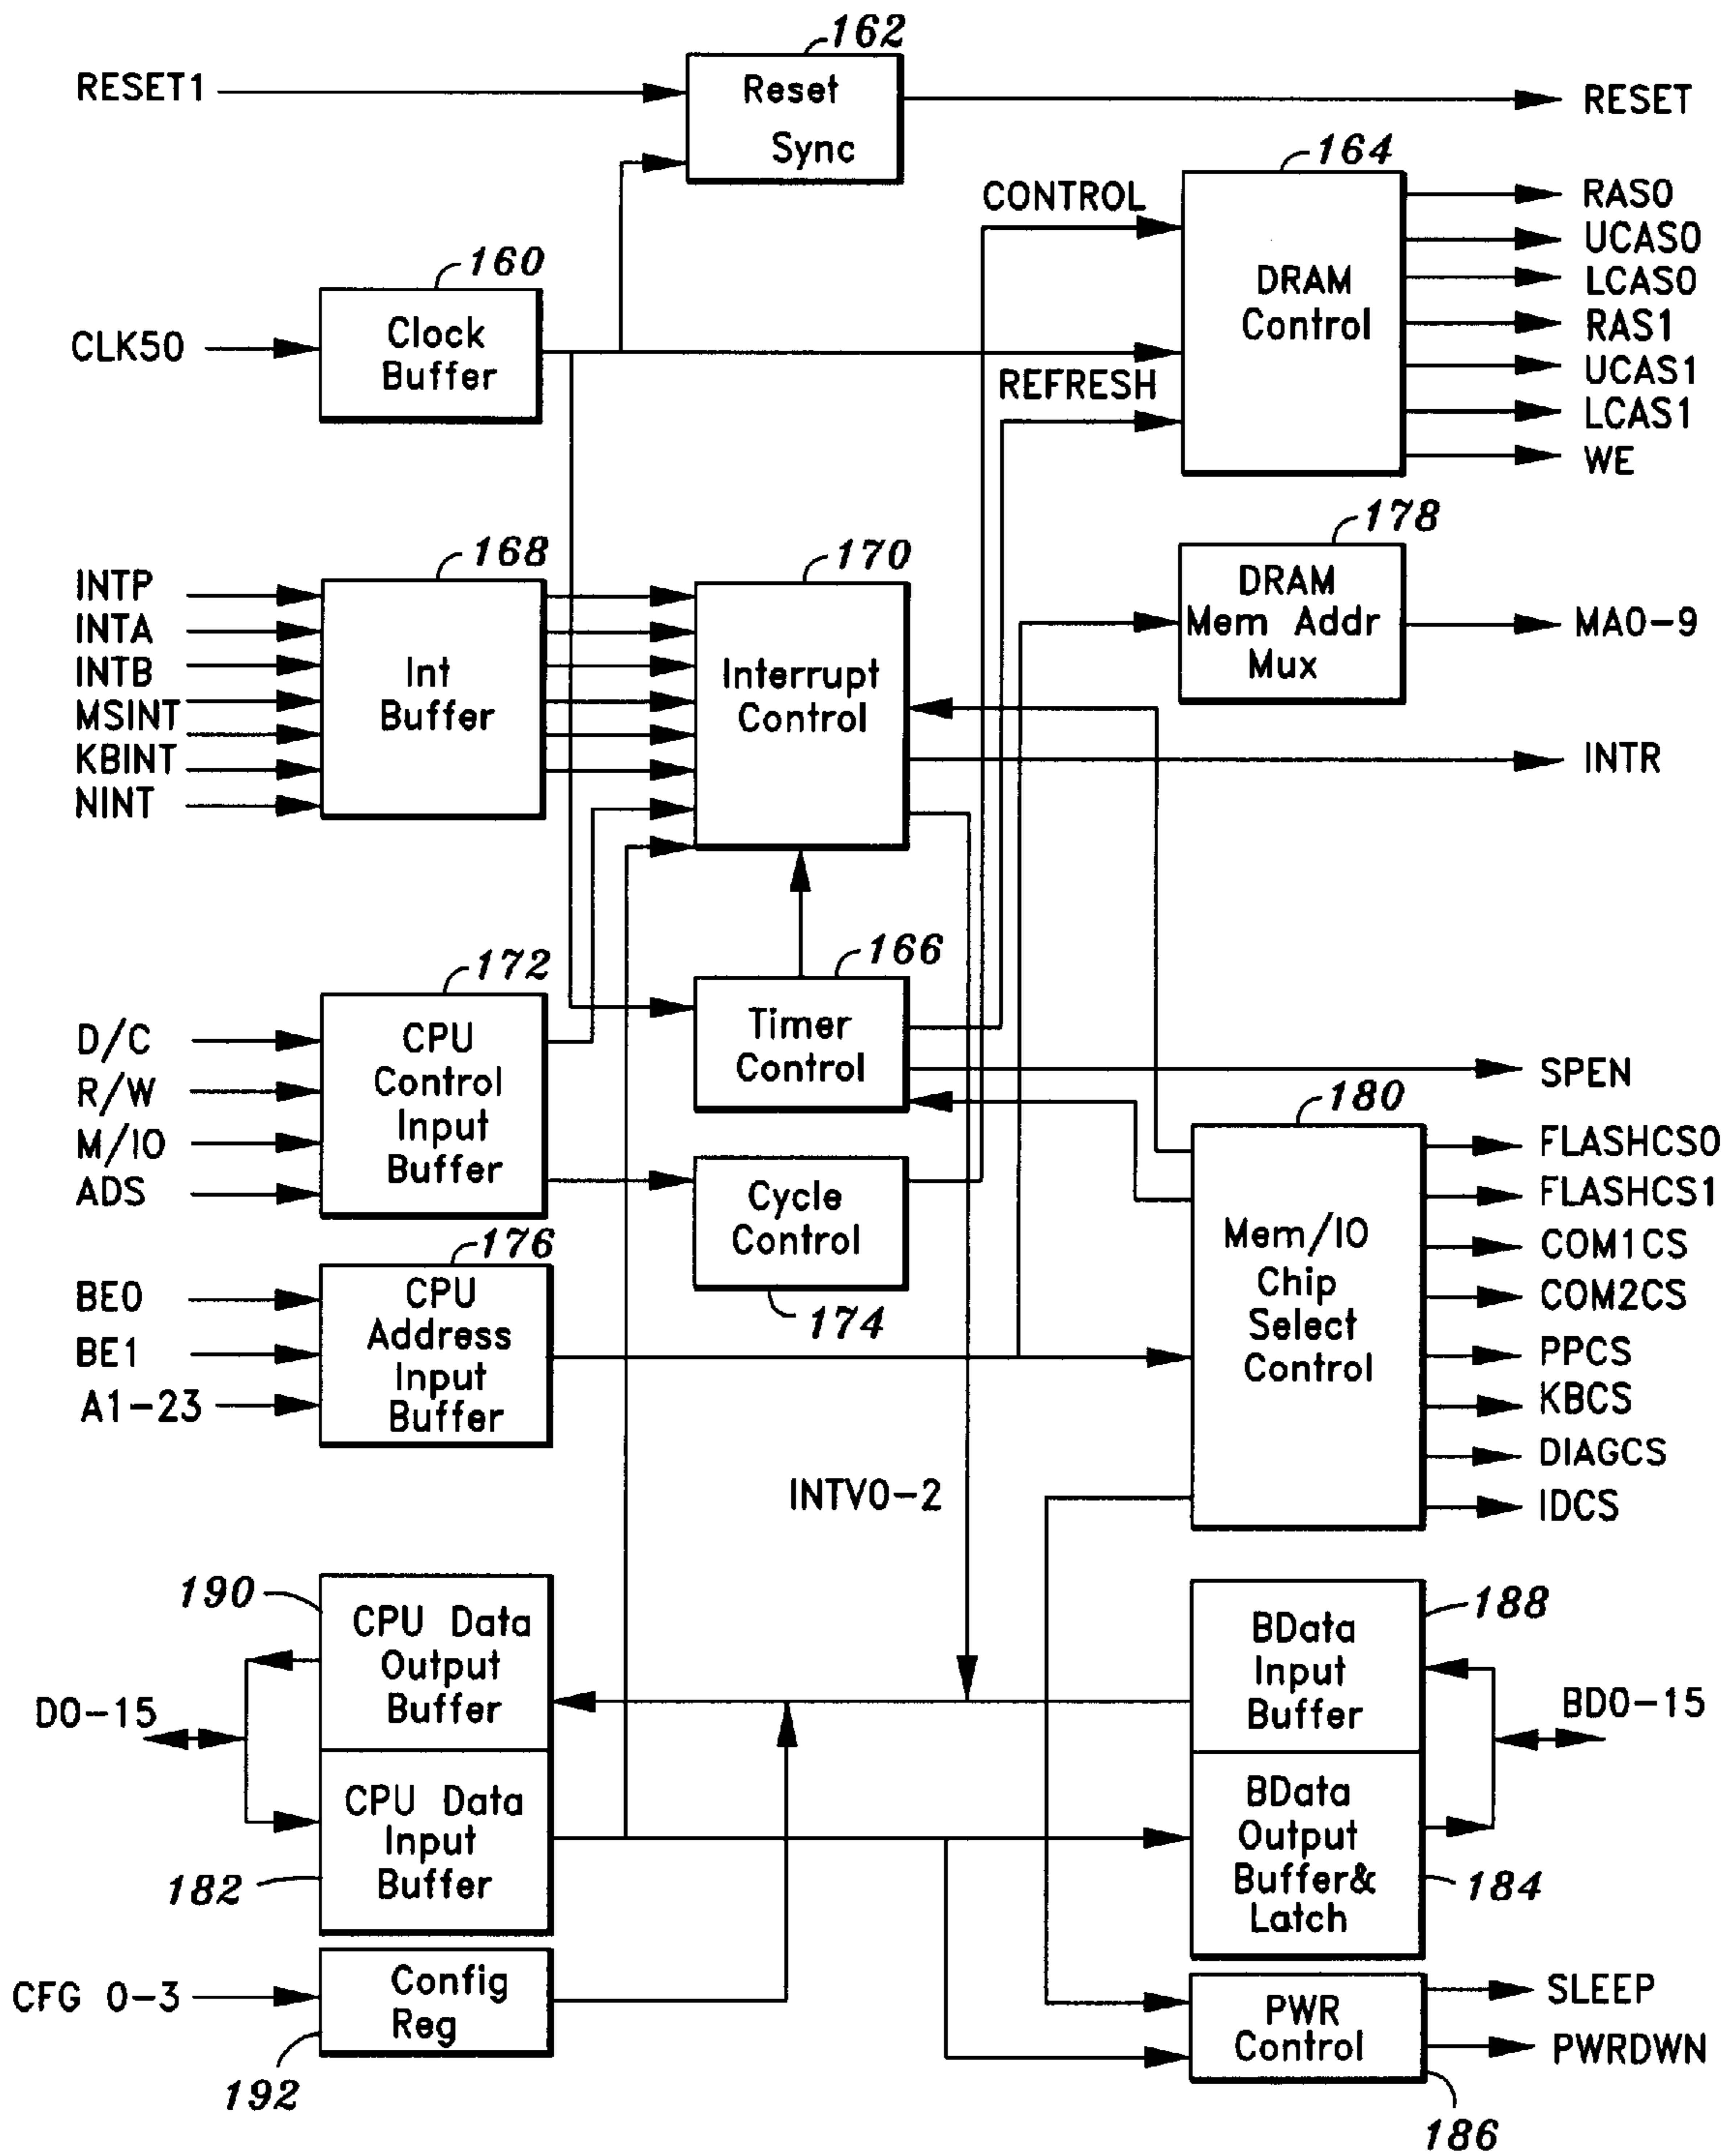 162
RESET1
Reset
Sync
RESET
164
CONTROL
DRAM
Control
RAS0
UCAS0
LCAS0
RAS1
UCAS1
LCAS1
WE
160
CLK50
Clock
Buffer
REFRESH
178
DRAM
Mem Addr
Mux
MA0-9
168
INTP
INTA
INTB
MSINT
KBINT
NINT
Int
Buffer
170
Interrupt
Control
INTR
172
D/C
R/W
M/IO
ADS
CPU
Control
Input
Buffer
166
Timer
Control
SPEN
180
Mem/IO
Chip
Select
Control
FLASHCS0
FLASHCS1
COM1CS
COM2CS
PPCS
KBCS
DIAGCS
IDCS
Cycle
Control
174
176
BE0
BE1
A1-23
CPU
Address
Input
Buffer
INTV0-2
190
CPU Data
Output
Buffer
D0-15
CPU Data
Input
Buffer
182
188
BData
Input
Buffer
BD0-15
BData
Output
Buffer&
Latch
184
CFG 0-3
Config
Reg
192
PWR
Control
SLEEP
PWRDWN
186